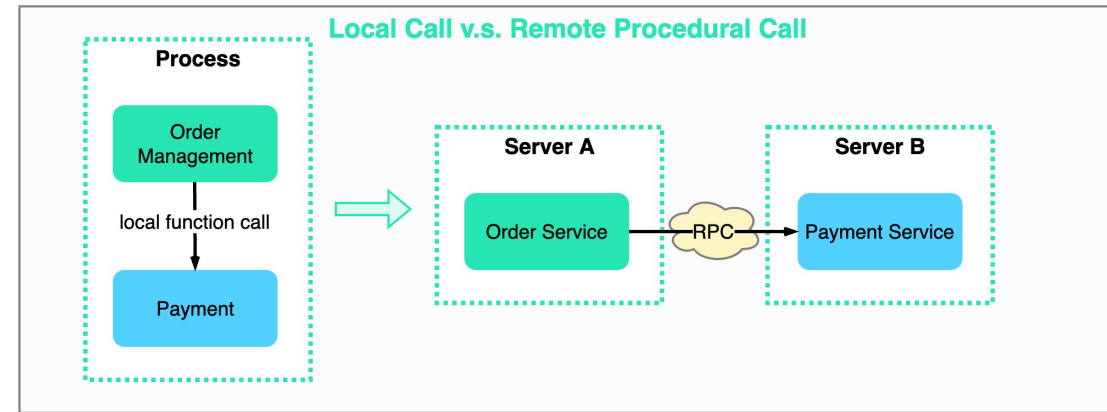 Local Call v.s. Remote Procedural Call
Process
Order
Management
local function call
Payment
Server A
Order Service
RPC
Server B
Payment Service